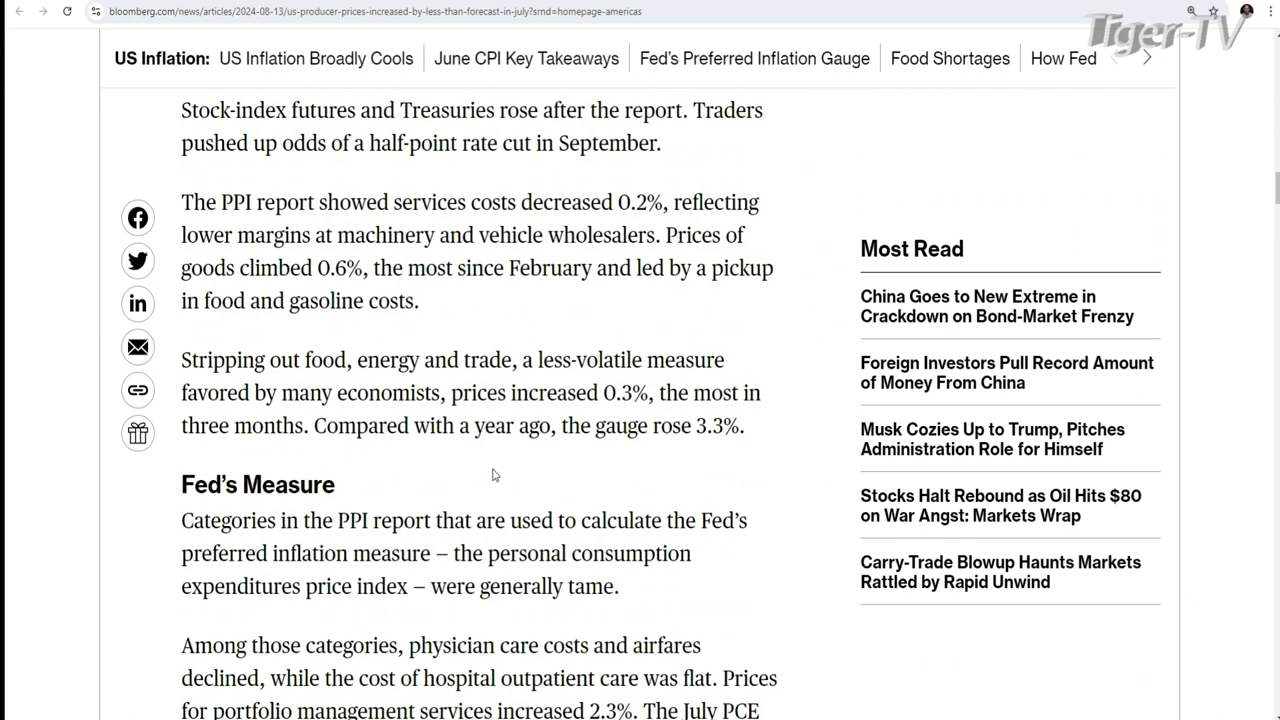 bloomberg.com/news/articles/2024-08-13/us-producer-prices-increased-by-less-than-forecast-in-july?srnd=homepage-americas
Tiger-TV
US Inflation: US Inflation Broadly Cools June CPI Key Takeaways Fed's Preferred Inflation Gauge Food Shortages How Fed
Stock-index futures and Treasuries rose after the report. Traders
pushed up odds of a half-point rate cut in September.
The PPI report showed services costs decreased 0.2%, reflecting
lower margins at machinery and vehicle wholesalers. Prices of
goods climbed 0.6%, the most since February and led by a pickup
in food and gasoline costs.
Stripping out food, energy and trade, a less-volatile measure
favored by many economists, prices increased 0.3%, the most in
three months. Compared with a year ago, the gauge rose 3.3%.
Fed's Measure
Categories in the PPI report that are used to calculate the Fed's
preferred inflation measure – the personal consumption
expenditures price index – were generally tame.
Among those categories, physician care costs and airfares
declined, while the cost of hospital outpatient care was flat. Prices
for portfolio management services increased 2.3%. The July PCE
Most Read
China Goes to New Extreme in
Crackdown on Bond-Market Frenzy
Foreign Investors Pull Record Amount
of Money From China
Musk Cozies Up to Trump, Pitches
Administration Role for Himself
Stocks Halt Rebound as Oil Hits $80
on War Angst: Markets Wrap
Carry-Trade Blowup Haunts Markets
Rattled by Rapid Unwind